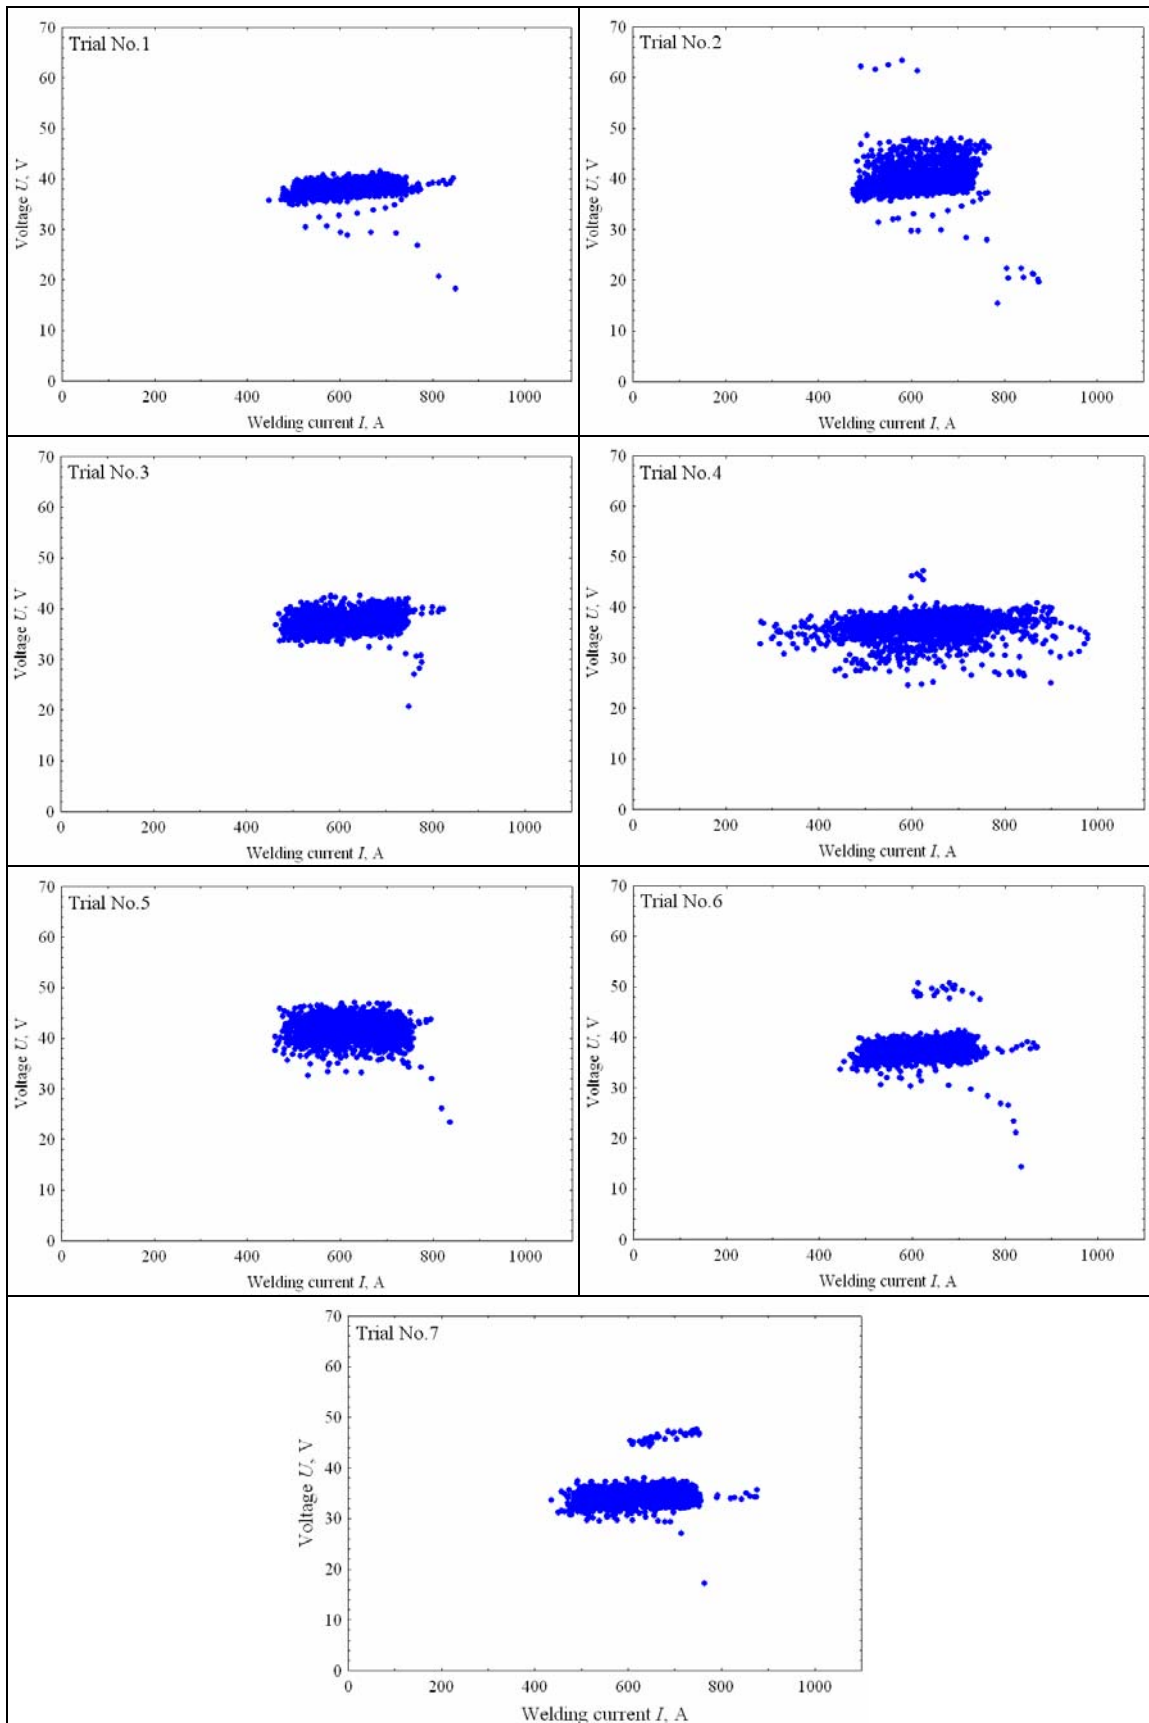 Trial No.1
70
60
50
40
30
20
10
0
Voltage U, V
0 200 400 600 800 1000
Welding current I, A
Trial No.2
70
60
50
40
30
20
10
0
Voltage U, V
0 200 400 600 800 1000
Welding current I, A
Trial No.3
70
60
50
40
30
20
10
0
Voltage U, V
0 200 400 600 800 1000
Welding current I, A
Trial No.4
70
60
50
40
30
20
10
0
Voltage U, V
0 200 400 600 800 1000
Welding current I, A
Trial No.5
70
60
50
40
30
20
10
0
Voltage U, V
0 200 400 600 800 1000
Welding current I, A
Trial No.6
70
60
50
40
30
20
10
0
Voltage U, V
0 200 400 600 800 1000
Welding current I, A
Trial No.7
70
60
50
40
30
20
10
0
Voltage U, V
0 200 400 600 800 1000
Welding current I, A